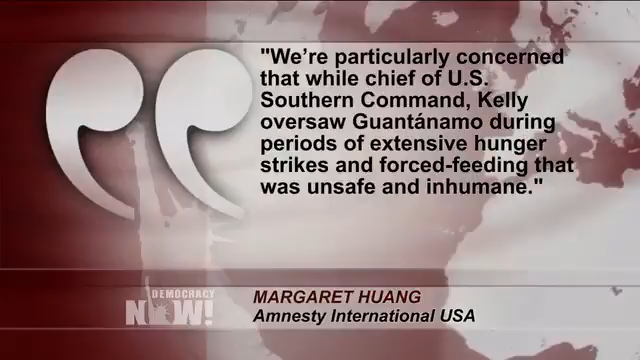 "We're particularly concerned
that while chief of U.S.
Southern Command, Kelly
oversaw Guantánamo during
periods of extensive hunger
strikes and forced-feeding that
was unsafe and inhumane."
DEMOCRACY
NOW!
MARGARET HUANG
Amnesty International USA